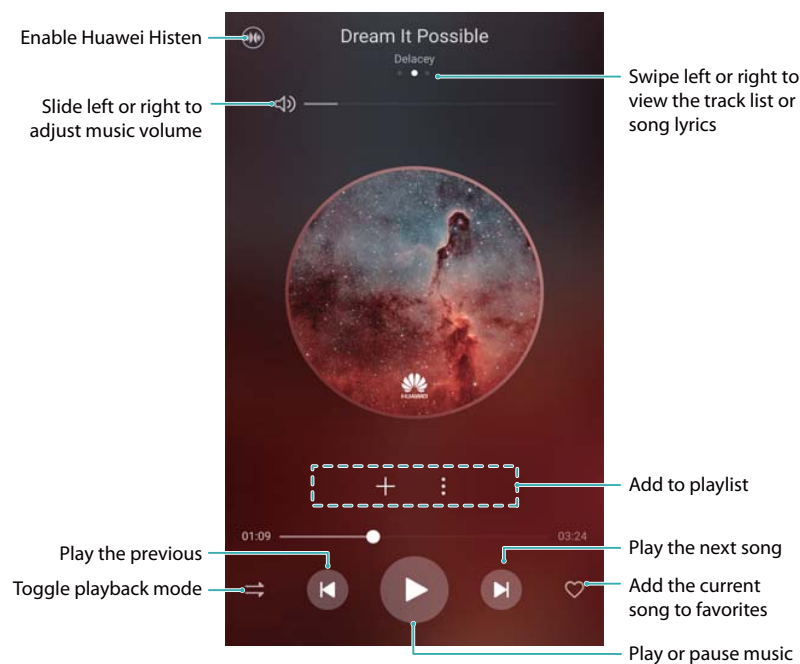 Enable Huawei Histen
Dream It Possible
Delacey
Swipe left or right to
view the track list or
song lyrics
Slide left or right to
adjust music volume
HUAWEI
Add to playlist
01:09
03:24
Play the previous
Play the next song
Toggle playback mode
Add the current
song to favorites
Play or pause music